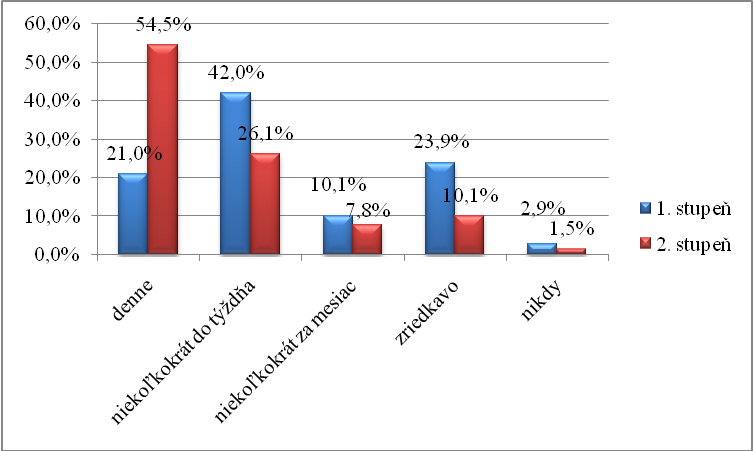 60,0%
50,0%
40,0%
30,0%
20,0%
10,0%
0,0%
21,0%
54,5%
42,0%
26,1%
10,1%
7,8%
23,9%
10,1%
2,9%
1,5%
denne
niekoľkokrát do týždňa
niekoľkokrát za mesiac
zriedkavo
nikdy
1. stupeň
2. stupeň